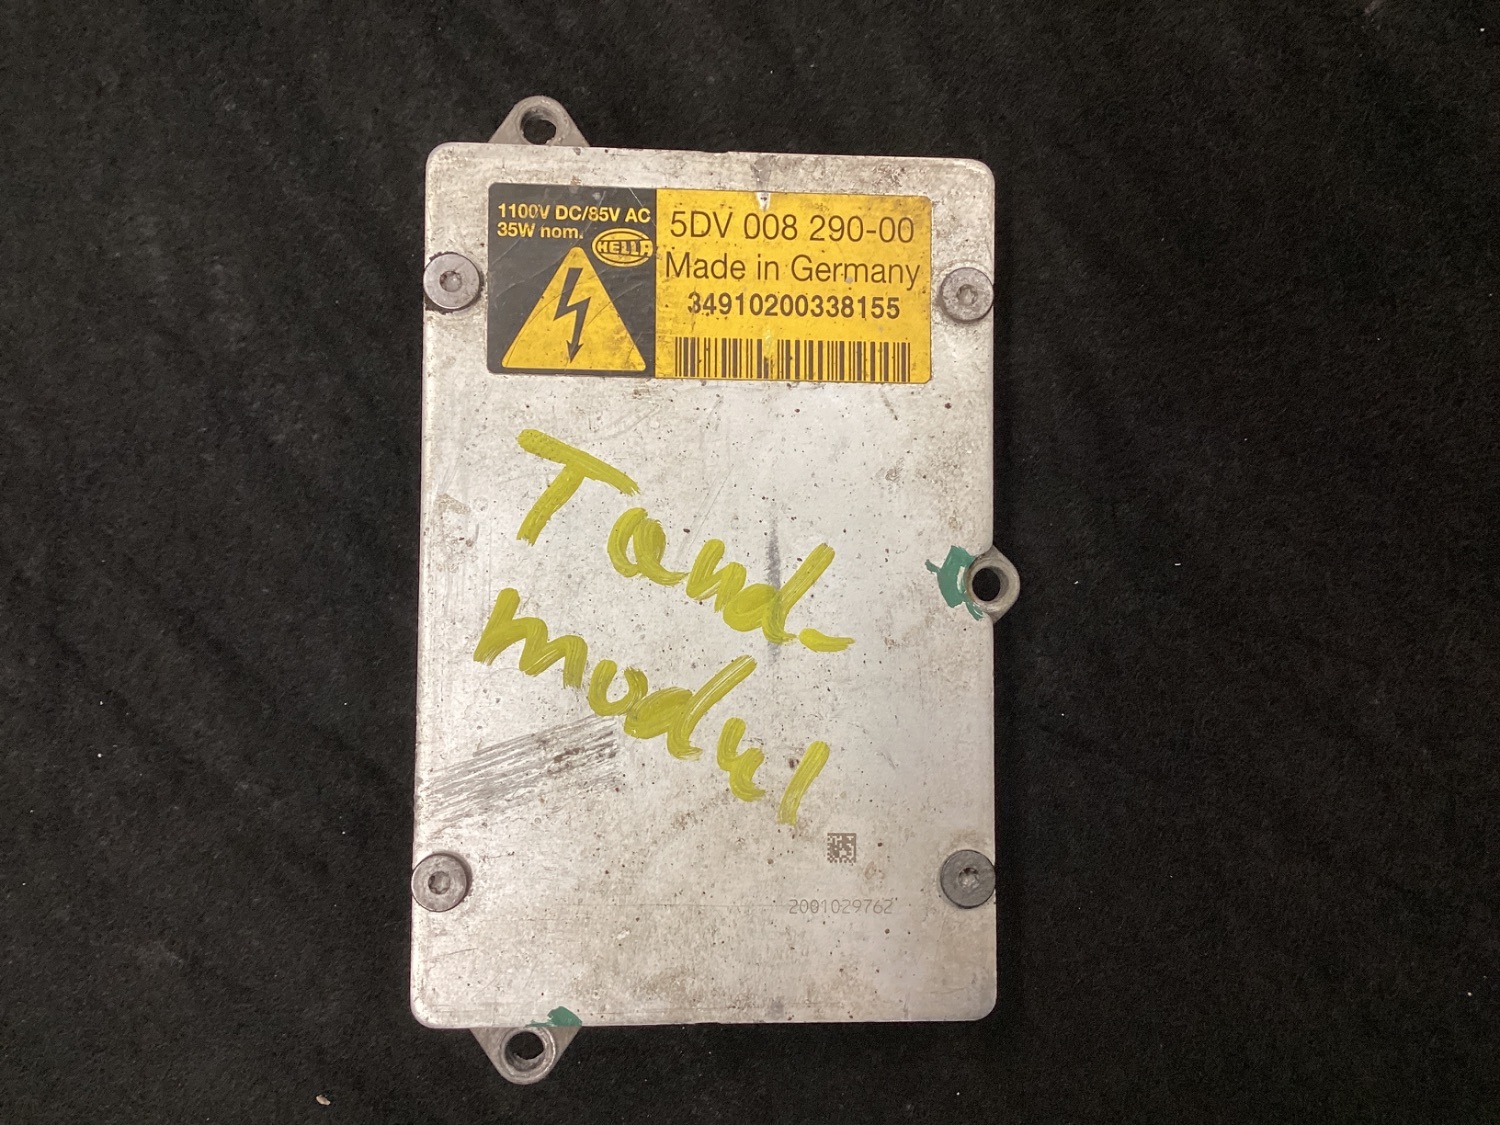 1100V DC/85V AC
35W nom.
HELLA
5DV 008 290-00
Made in Germany
34910200338155
Tand-
modul
2001029762